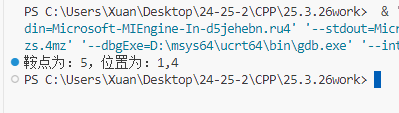 PS C:\Users\Xuan\Desktop\24-25-2\CPP\25.3.26work>  & '
din=Microsoft-MIEngine-In-d5jehebn.ru4' '--stdout=Micro
zs.4mz' '--dbgExe=D:\msys64\ucrt64\bin\gdb.exe' '--int
鞍点为: 5, 位置为: 1,4
PS C:\Users\Xuan\Desktop\24-25-2\CPP\25.3.26work>